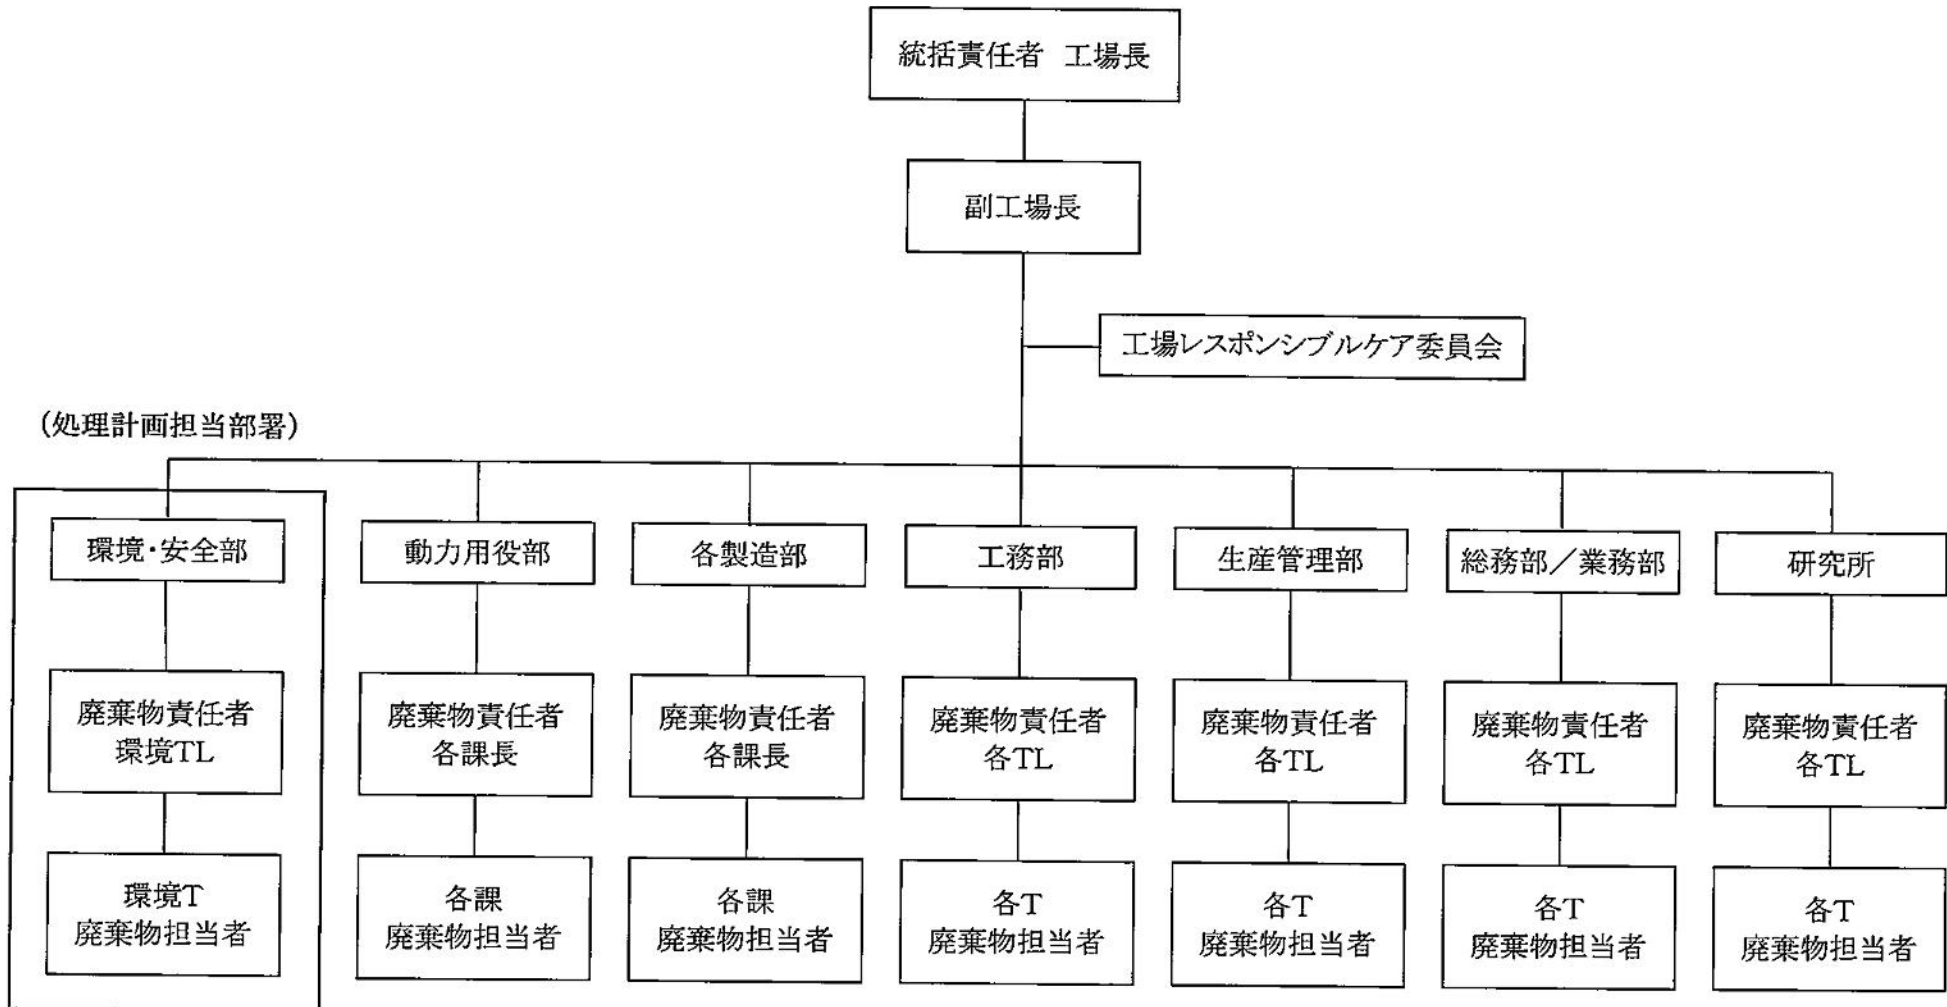 統括責任者 工場長
副工場長
工場レスポンシブルケア委員会
(処理計画担当部署)
環境・安全部
動力用役部
各製造部
工務部
生産管理部
総務部／業務部
研究所
廃棄物責任者
環境TL
廃棄物責任者
各課長
廃棄物責任者
各課長
廃棄物責任者
各TL
廃棄物責任者
各TL
廃棄物責任者
各TL
廃棄物責任者
各TL
環境T
廃棄物担当者
各課
廃棄物担当者
各課
廃棄物担当者
各T
廃棄物担当者
各T
廃棄物担当者
各T
廃棄物担当者
各T
廃棄物担当者